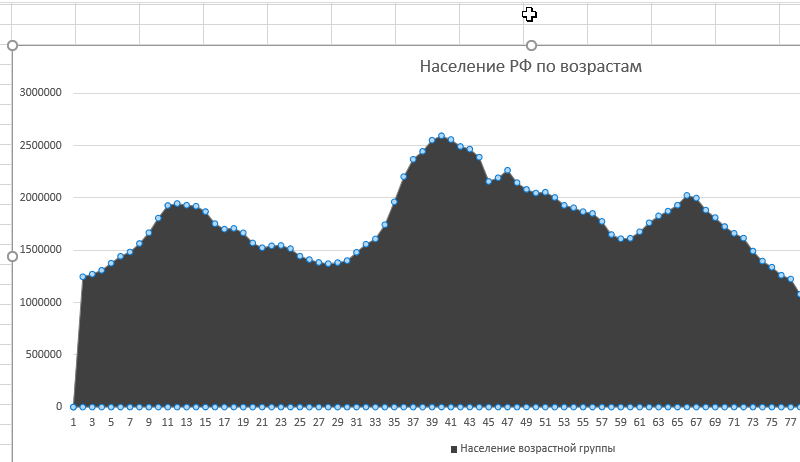 Население РФ по возрастам
3000000
2500000
2000000
1500000
1000000
500000
0
1 3 5 7 9 11 13 15 17 19 21 23 25 27 29 31 33 35 37 39 41 43 45 47 49 51 53 55 57 59 61 63 65 67 69 71 73 75 77
Население возрастной группы